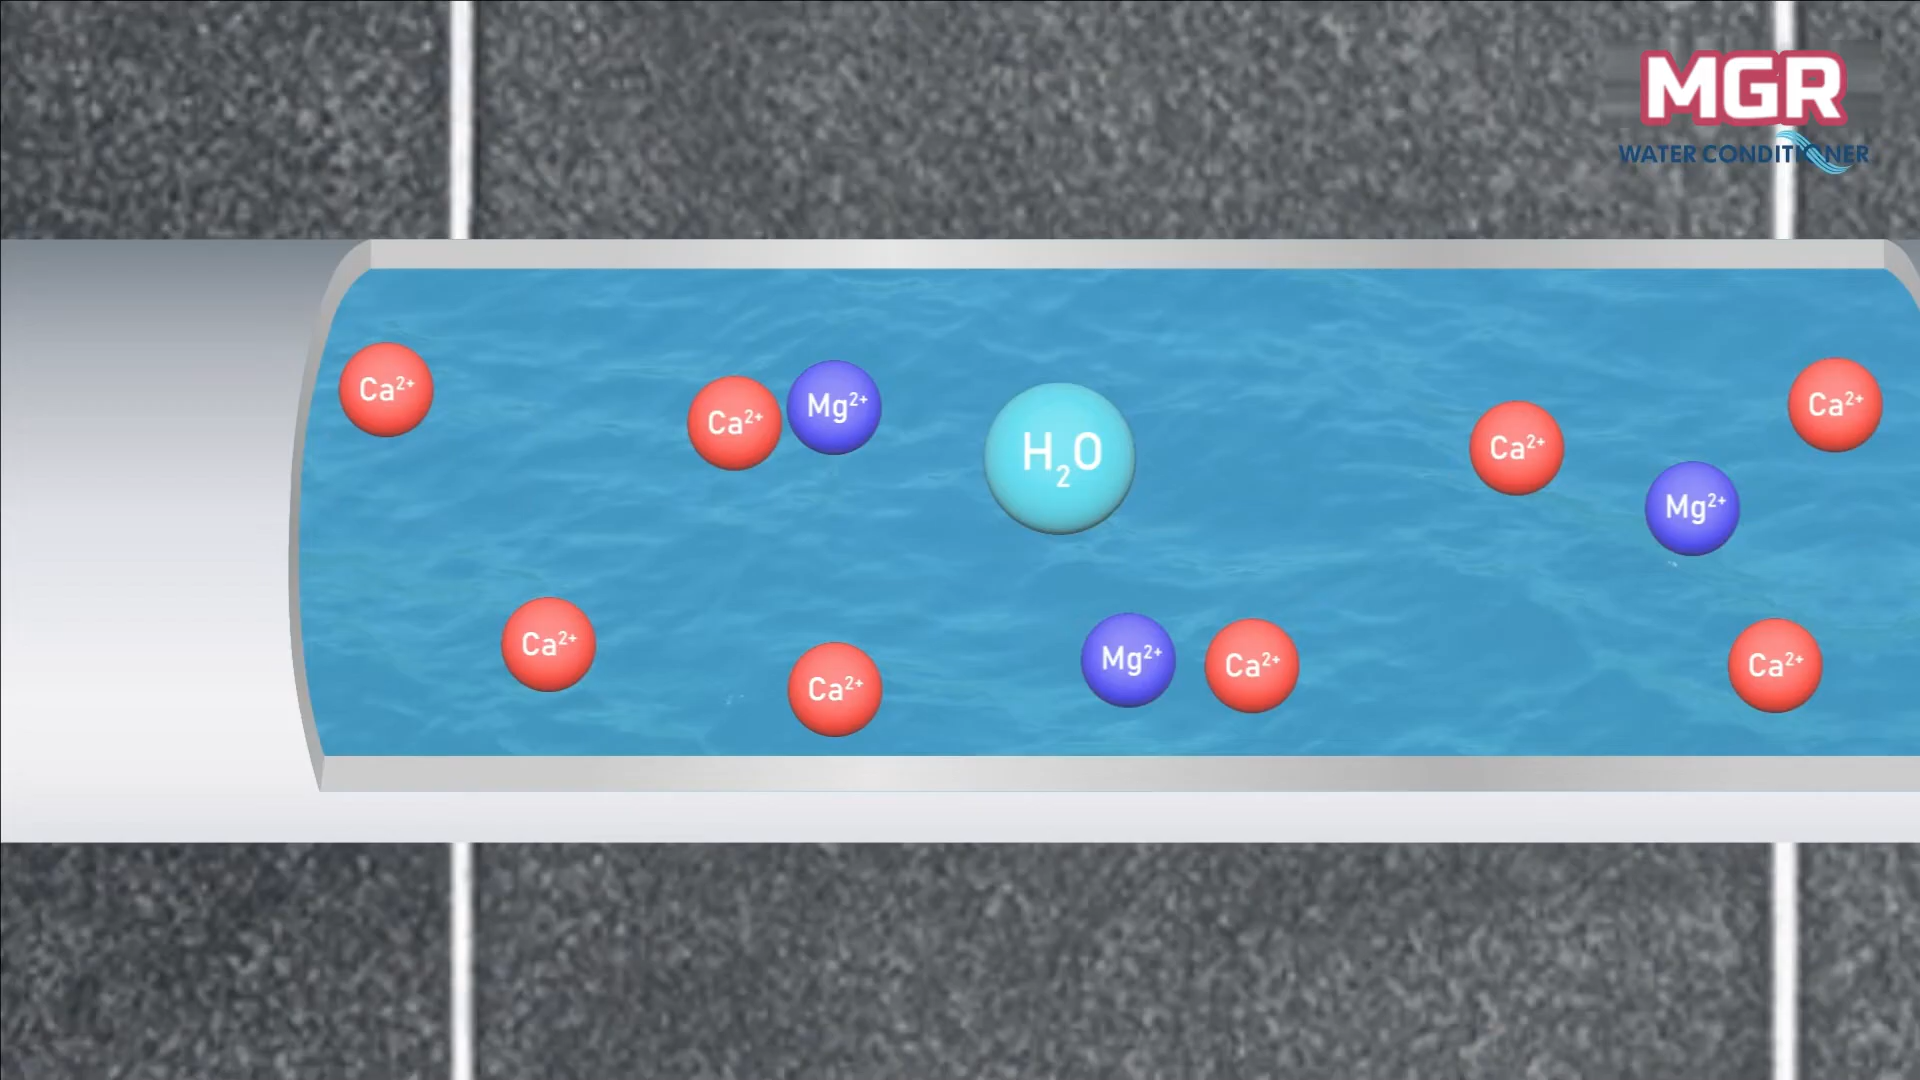 MGR
WATER CONDITIONER
Ca²⁺
Ca²⁺
Mg²⁺
H₂O
Ca²⁺
Mg²⁺
Ca²⁺
Ca²⁺
Ca²⁺
Mg²⁺
Ca²⁺
Ca²⁺